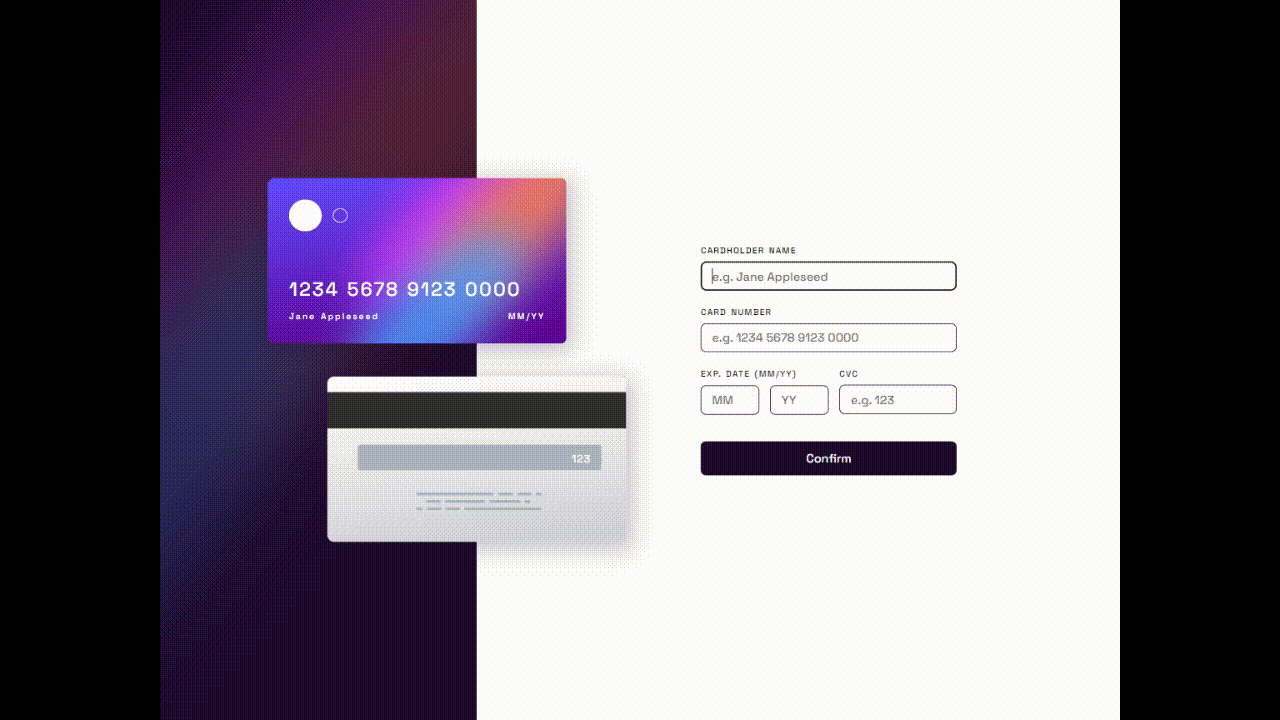 1234 5678 9123 0000
Jane Appleseed MM/YY
123
CARDHOLDER NAME
e.g. Jane Appleseed
CARD NUMBER
e.g. 1234 5678 9123 0000
EXP. DATE (MM/YY) CVC
MM YY e.g. 123
Confirm